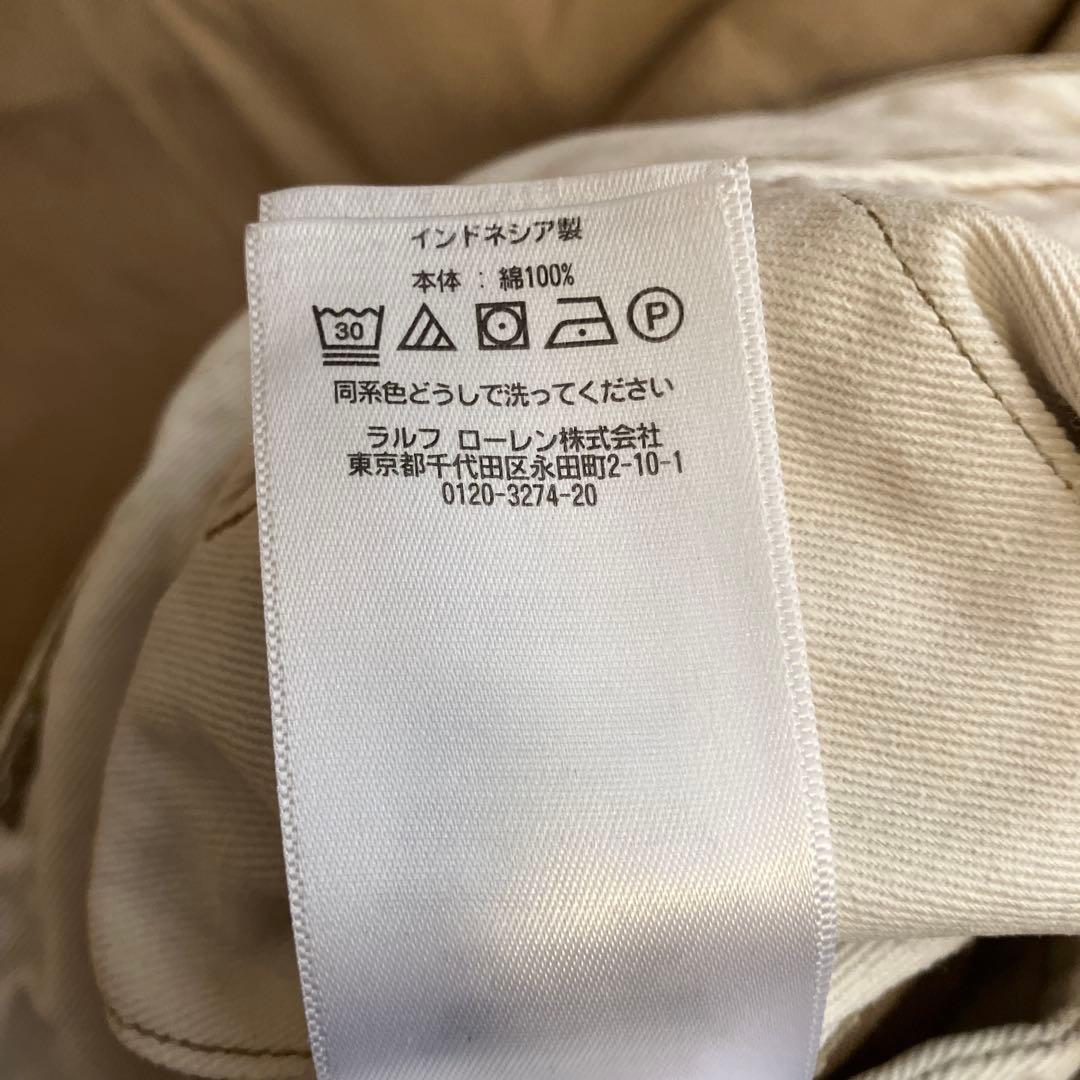 インドネシア製
本体 : 綿100%
30
P
同系色どうしで洗ってください
ラルフ ローレン株式会社
東京都千代田区永田町2-10-1
0120-3274-20